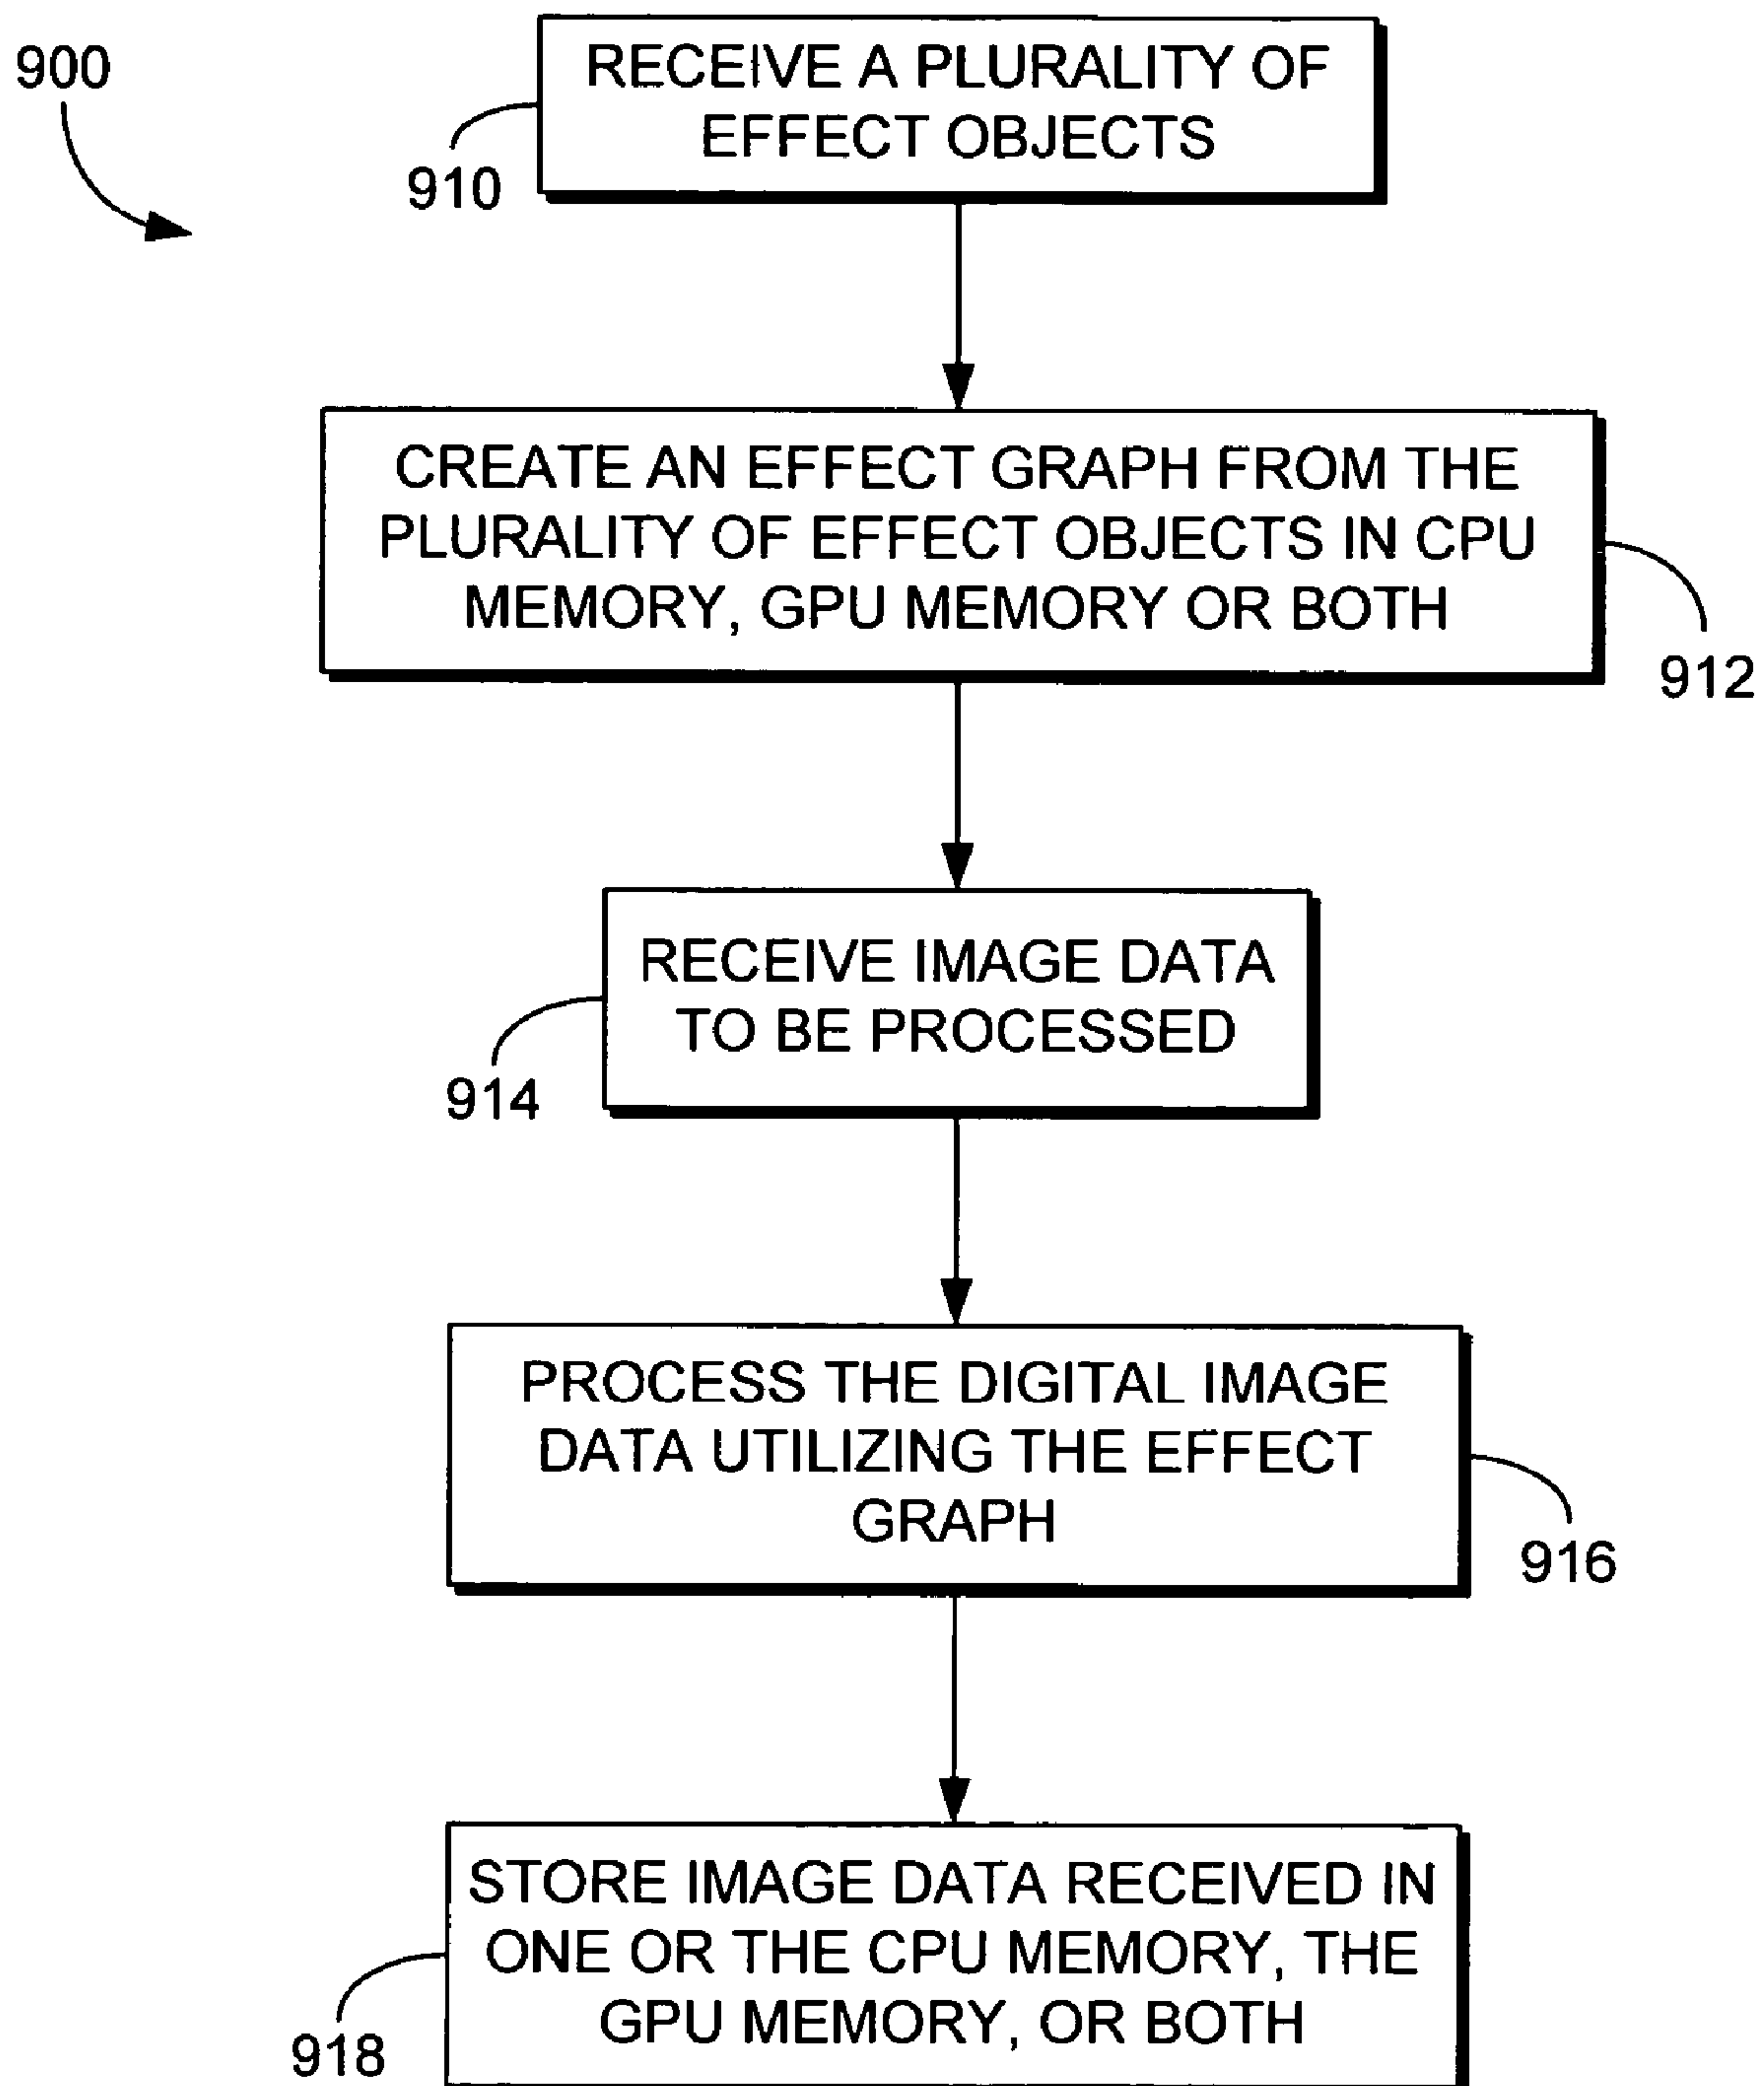 900
RECEIVE A PLURALITY OF
EFFECT OBJECTS
910
CREATE AN EFFECT GRAPH FROM THE
PLURALITY OF EFFECT OBJECTS IN CPU
MEMORY, GPU MEMORY OR BOTH
912
RECEIVE IMAGE DATA
TO BE PROCESSED
914
PROCESS THE DIGITAL IMAGE
DATA UTILIZING THE EFFECT
GRAPH
916
STORE IMAGE DATA RECEIVED IN
ONE OR THE CPU MEMORY, THE
GPU MEMORY, OR BOTH
918